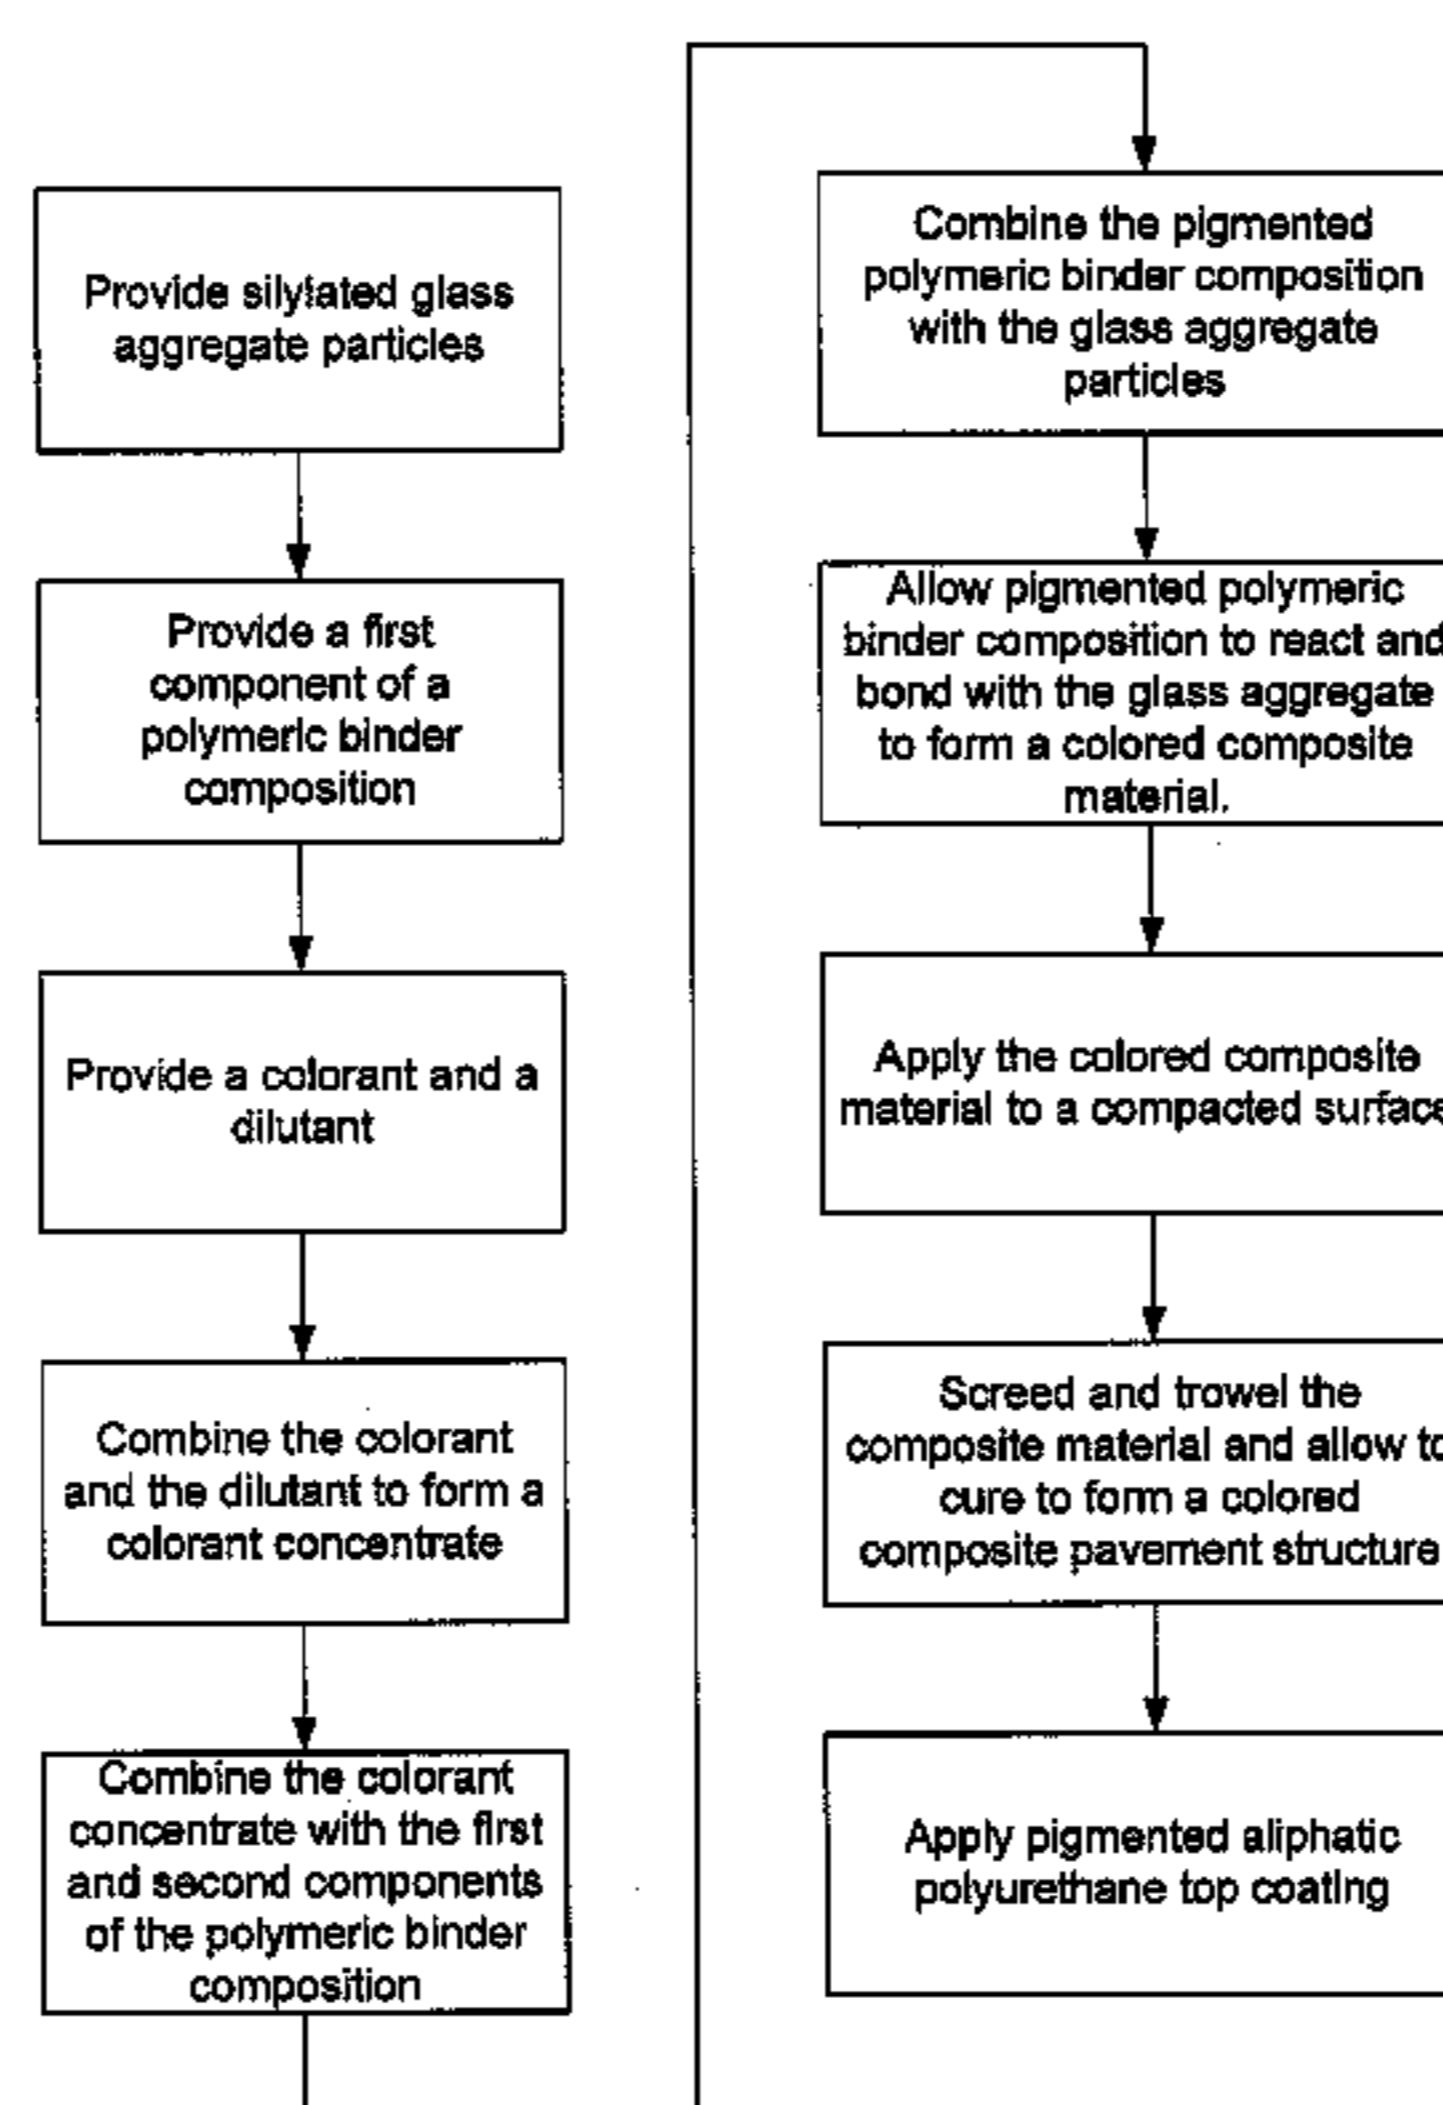 Provide silylated glass
aggregate particles
Provide a first
component of a
polymeric binder
composition
Provide a colorant and a
dilutant
Combine the colorant
and the dilutant to form a
colorant concentrate
Combine the colorant
concentrate with the first
and second components
of the polymeric binder
composition
Combine the pigmented
polymeric binder composition
with the glass aggregate
particles
Allow pigmented polymeric
binder composition to react and
bond with the glass aggregate
to form a colored composite
material.
Apply the colored composite
material to a compacted surface
Screed and trowel the
composite material and allow to
cure to form a colored
composite pavement structure
Apply pigmented aliphatic
polyurethane top coating